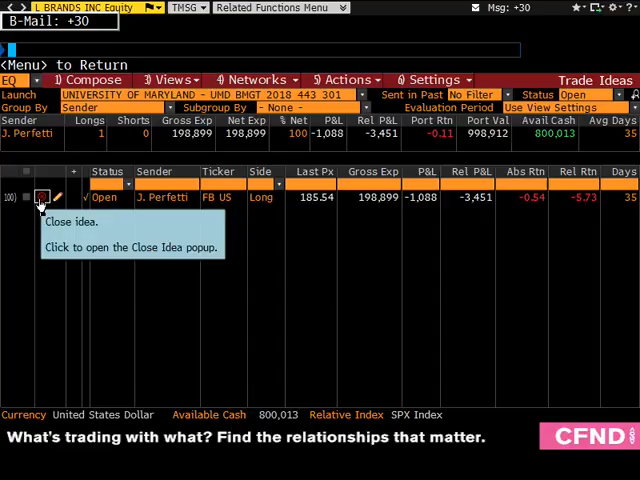 L BRANDS INC Equity TMSG Related Functions Menu Msg: +30
B-Mail: +30
<Menu> to Return
EQ 1) Compose 3) Views 4) Networks 5) Actions 6) Settings Trade Ideas
Launch UNIVERSITY OF MARYLAND - UMD BMGT 2018 443 301 Sent in Past No Filter Status Open
Group By Sender Subgroup By - None - Evaluation Period Use View Settings
Sender Longs Shorts Gross Exp Net Exp % Net P&L Rel P&L Port Rtn Port Val Avail Cash Avg Days
J. Perfetti 1 0 198,899 198,899 100 -1,088 -3,451 -0.11 998,912 800,013 35
+ Status Sender Ticker Side Last Px Gross Exp P&L Rel P&L Abs Rtn Rel Rtn Days
100) ✓ Open J. Perfetti FB US Long 185.54 198,899 -1,088 -3,451 -0.54 -5.73 35
Close idea.
Click to open the Close Idea popup.
Currency United States Dollar Available Cash 800,013 Relative Index SPX Index
What's trading with what? Find the relationships that matter.
CFND